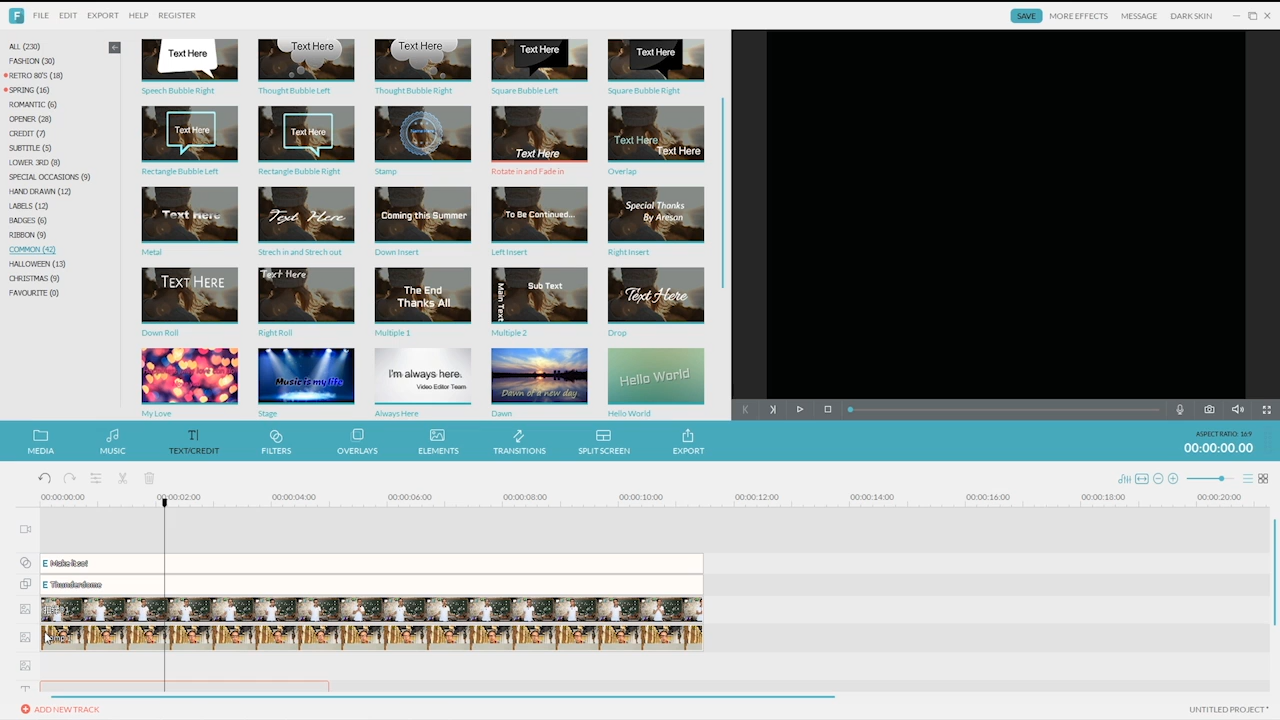 F FILE EDIT EXPORT HELP REGISTER SAVE MORE EFFECTS MESSAGE DARK SKIN
ALL (230)
FASHION (30)
RETRO 80'S (18)
SPRING (16)
ROMANTIC (6)
OPENER (28)
CREDIT (7)
SUBTITLE (5)
LOWER 3RD (8)
SPECIAL OCCASIONS (9)
HAND DRAWN (12)
LABELS (12)
BADGES (6)
RIBBON (9)
COMMON (42)
HALLOWEEN (13)
CHRISTMAS (9)
FAVOURITE (0)
Text Here Text Here Text Here Text Here Text Here
Speech Bubble Right Thought Bubble Left Thought Bubble Right Square Bubble Left Square Bubble Right
Text Here Text Here Text Here Text Here
Text Here
Rectangle Bubble Left Rectangle Bubble Right Stamp Rotate in and Fade in Overlap
Text Here Text Here Coming this Summer To Be Continued... Special Thanks
By Aresan
Metal Strech in and Strech out Down Insert Left Insert Right Insert
TEXT HERE Text Here The End
Thanks All
Main Text Sub Text Text Here
Down Roll Right Roll Multiple 1 Multiple 2 Drop
Music is my life I'm always here.
Video Editor Team
Dawn of a new day. Hello World
My Love Stage Always Here Dawn Hello World
MEDIA MUSIC TEXT/CREDIT FILTERS OVERLAYS ELEMENTS TRANSITIONS SPLIT SCREEN EXPORT
ASPECT RATIO: 16:9
00:00:00.00
00:00:00:00 00:00:02:00 00:00:04:00 00:00:06:00 00:00:08:00 00:00:10:00 00:00:12:00 00:00:14:00 00:00:16:00 00:00:18:00 00:00:20:00
E Make it so!
E Thunderdome
ADD NEW TRACK
UNTITLED PROJECT *